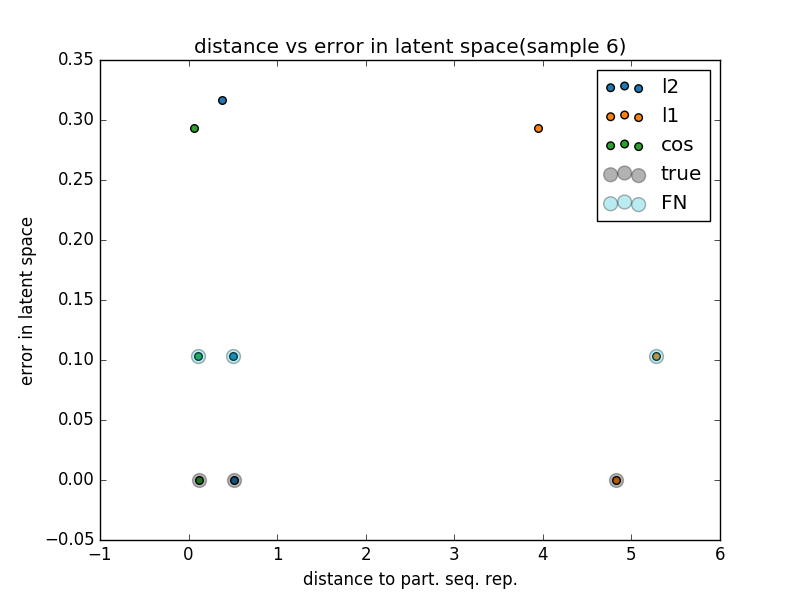 distance vs error in latent space(sample 6)
0.35
0.30
0.25
0.20
0.15
0.10
0.05
0.00
−0.05
error in latent space
l2
l1
cos
true
FN
−1 0 1 2 3 4 5 6
distance to part. seq. rep.